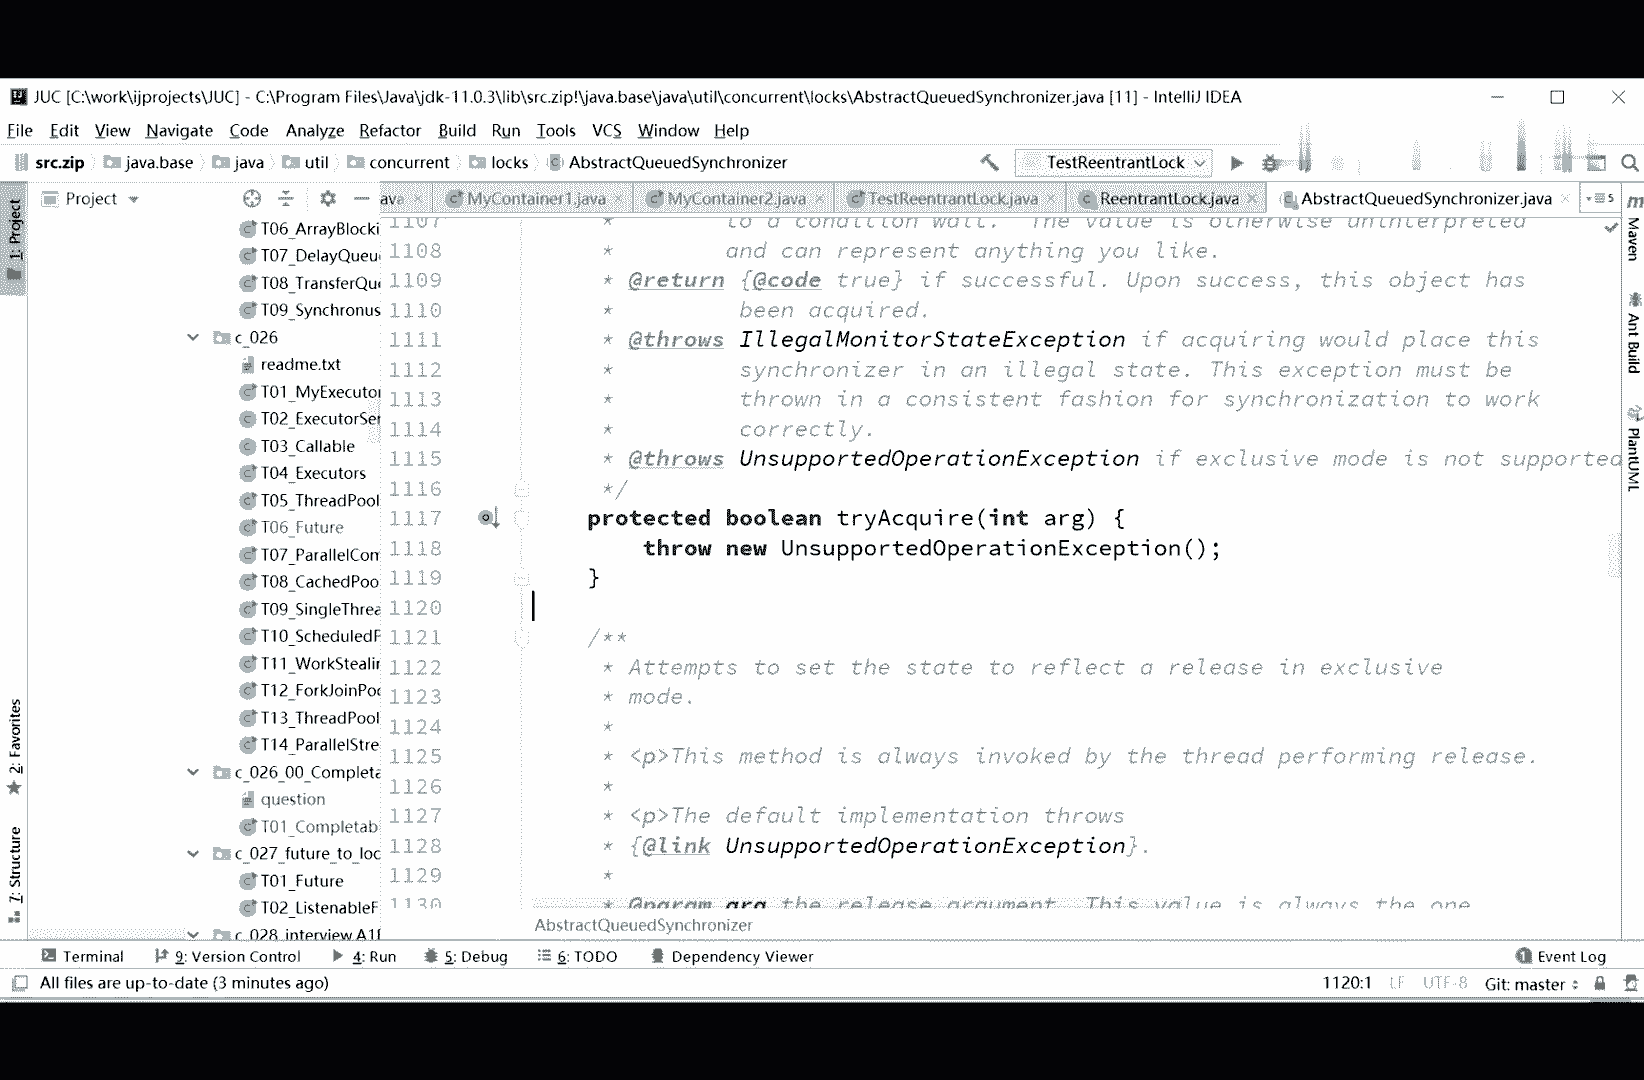 JUC [C:\work\ijprojects\JUC] - C:\Program Files\Java\jdk-11.0.3\lib\src.zip!\java.base\java\util\concurrent\locks\AbstractQueuedSynchronizer.java [11] - IntelliJ IDEA
File Edit View Navigate Code Analyze Refactor Build Run Tools VCS Window Help
src.zip java.base java util concurrent locks AbstractQueuedSynchronizer TestReentrantLock
Project
ava MyContainer1.java MyContainer2.java TestReentrantLock.java ReentrantLock.java AbstractQueuedSynchronizer.java 5
1: Project
2: Favorites
7: Structure
T06_ArrayBlocki
T07_DelayQueu
T08_TransferQu
T09_Synchronus
c_026
readme.txt
T01_MyExecutor
T02_ExecutorSer
T03_Callable
T04_Executors
T05_ThreadPool
T06_Future
T07_ParallelCom
T08_CachedPoo
T09_SingleThrea
T10_ScheduledP
T11_WorkStealin
T12_ForkJoinPoo
T13_ThreadPool
T14_ParallelStre
c_026_00_Completa
question
T01_Completab
c_027_future_to_loc
T01_Future
T02_ListenableF
c_028_interview A1
1107 * to a condition wait. The value is otherwise uninterpreted
1108 * and can represent anything you like.
1109 * @return {@code true} if successful. Upon success, this object has
1110 * been acquired.
1111 * @throws IllegalMonitorStateException if acquiring would place this
1112 * synchronizer in an illegal state. This exception must be
1113 * thrown in a consistent fashion for synchronization to work
1114 * correctly.
1115 * @throws UnsupportedOperationException if exclusive mode is not supported
1116 */
1117 protected boolean tryAcquire(int arg) {
1118 throw new UnsupportedOperationException();
1119 }
1120
1121 /**
1122 * Attempts to set the state to reflect a release in exclusive
1123 * mode.
1124 *
1125 * <p>This method is always invoked by the thread performing release.
1126 *
1127 * <p>The default implementation throws
1128 * {@link UnsupportedOperationException}.
1129 *
1130 * @param arg the release argument. This value is always the one
AbstractQueuedSynchronizer
Maven
Ant Build
PlantUML
Terminal 9: Version Control 4: Run 5: Debug 6: TODO Dependency Viewer 1 Event Log
All files are up-to-date (3 minutes ago) 1120:1 LF UTF-8 Git: master